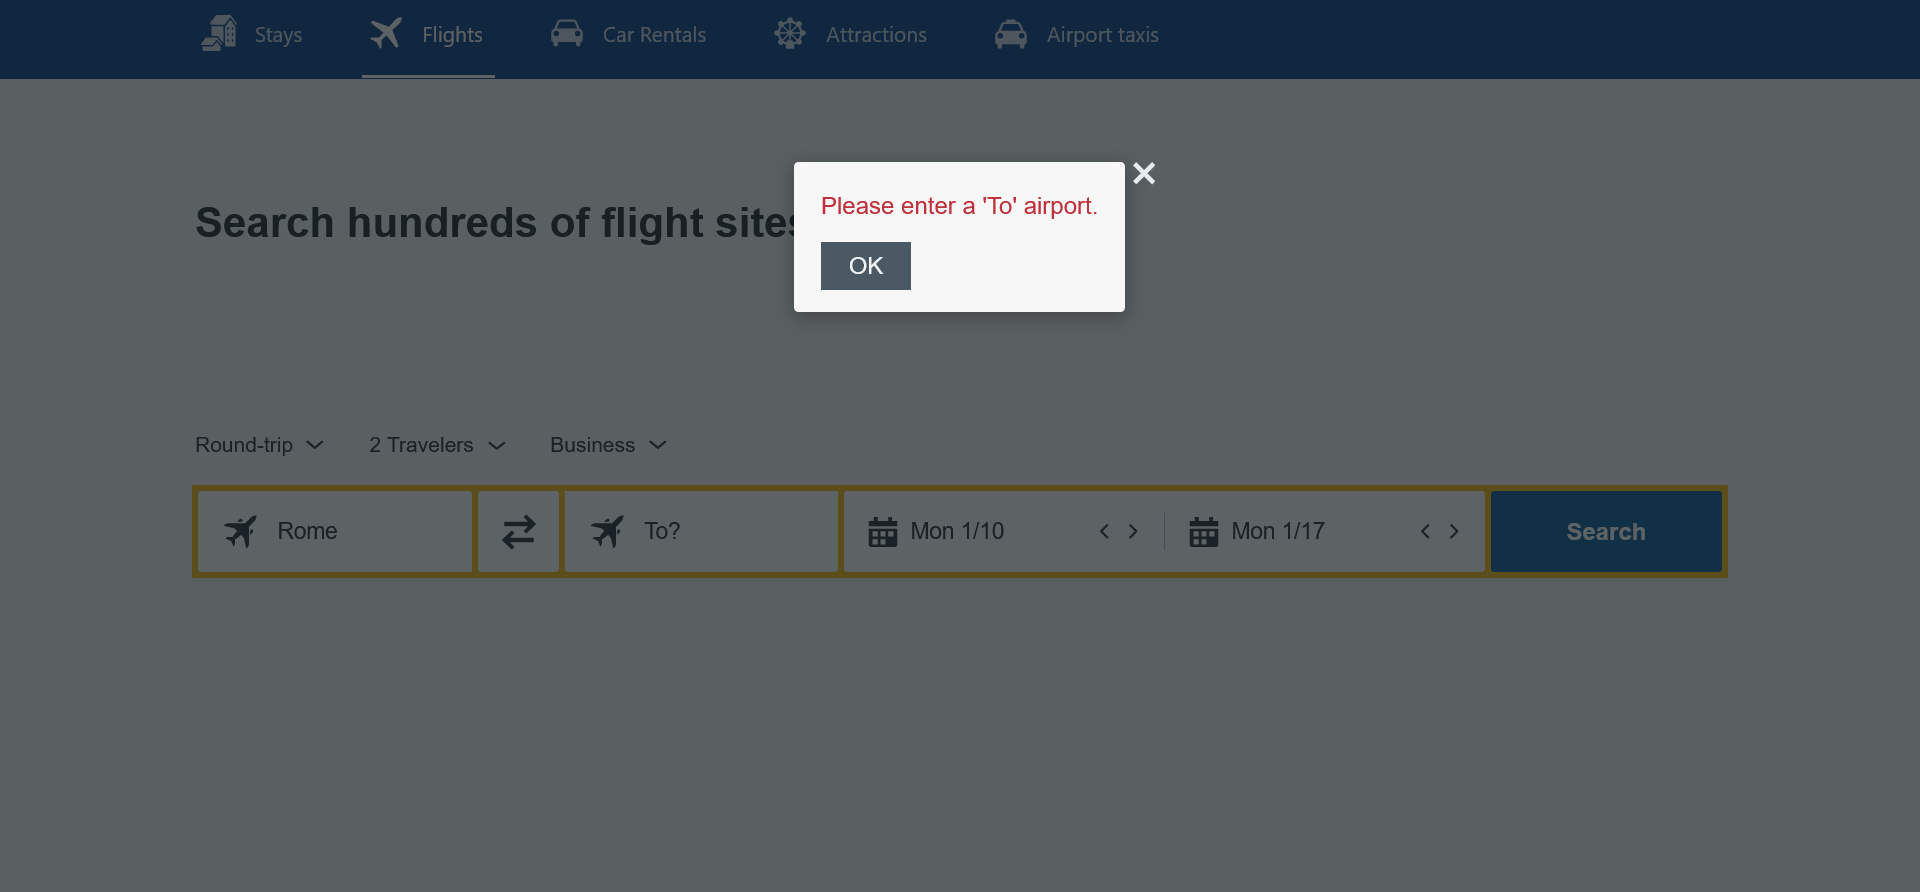 Stays
Flights
Car Rentals
Attractions
Airport taxis
Please enter a 'To' airport.
OK
Search hundreds of flight sites
Round-trip
2 Travelers
Business
Rome
To?
Mon 1/10
Mon 1/17
Search